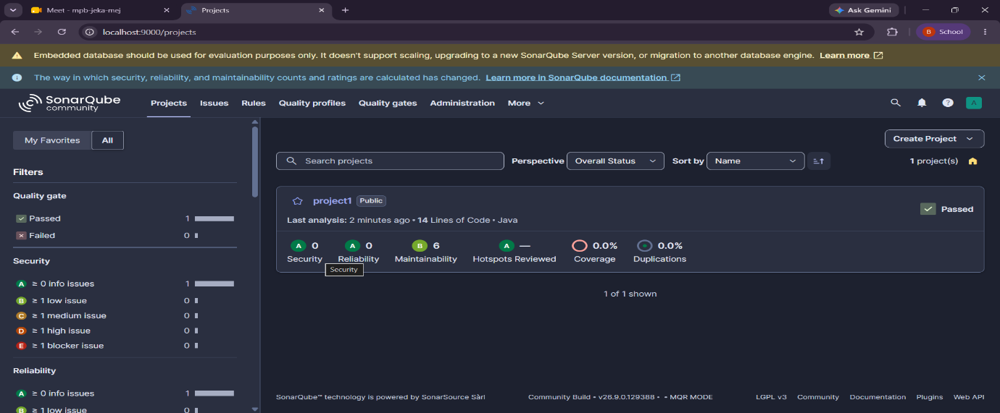 Meet - mpb-jeka-mej
Projects
Ask Gemini
localhost:9000/projects
B School
Embedded database should be used for evaluation purposes only. It doesn't support scaling, upgrading to a new SonarQube Server version, or migration to another database engine. Learn more
The way in which security, reliability, and maintainability counts and ratings are calculated has changed. Learn more in SonarQube documentation
SonarQube community
Projects Issues Rules Quality profiles Quality gates Administration More
A
My Favorites All
Create Project
Search projects
Perspective Overall Status
Sort by Name
1 project(s)
Filters
Quality gate
Passed 1
Failed 0
Security
A ≥ 0 info issues 1
B ≥ 1 low issue 0
C ≥ 1 medium issue 0
D ≥ 1 high issue 0
E ≥ 1 blocker issue 0
Reliability
A ≥ 0 info issues 1
B ≥ 1 low issue 0
project1 Public
Passed
Last analysis: 2 minutes ago • 14 Lines of Code • Java
A 0 A 0 B 6 A — 0.0% 0.0%
Security Reliability Maintainability Hotspots Reviewed Coverage Duplications
Security
1 of 1 shown
SonarQube™ technology is powered by SonarSource Sàrl
Community Build • v26.9.0.129388 • • MQR MODE
LGPL v3 Community Documentation Plugins Web API